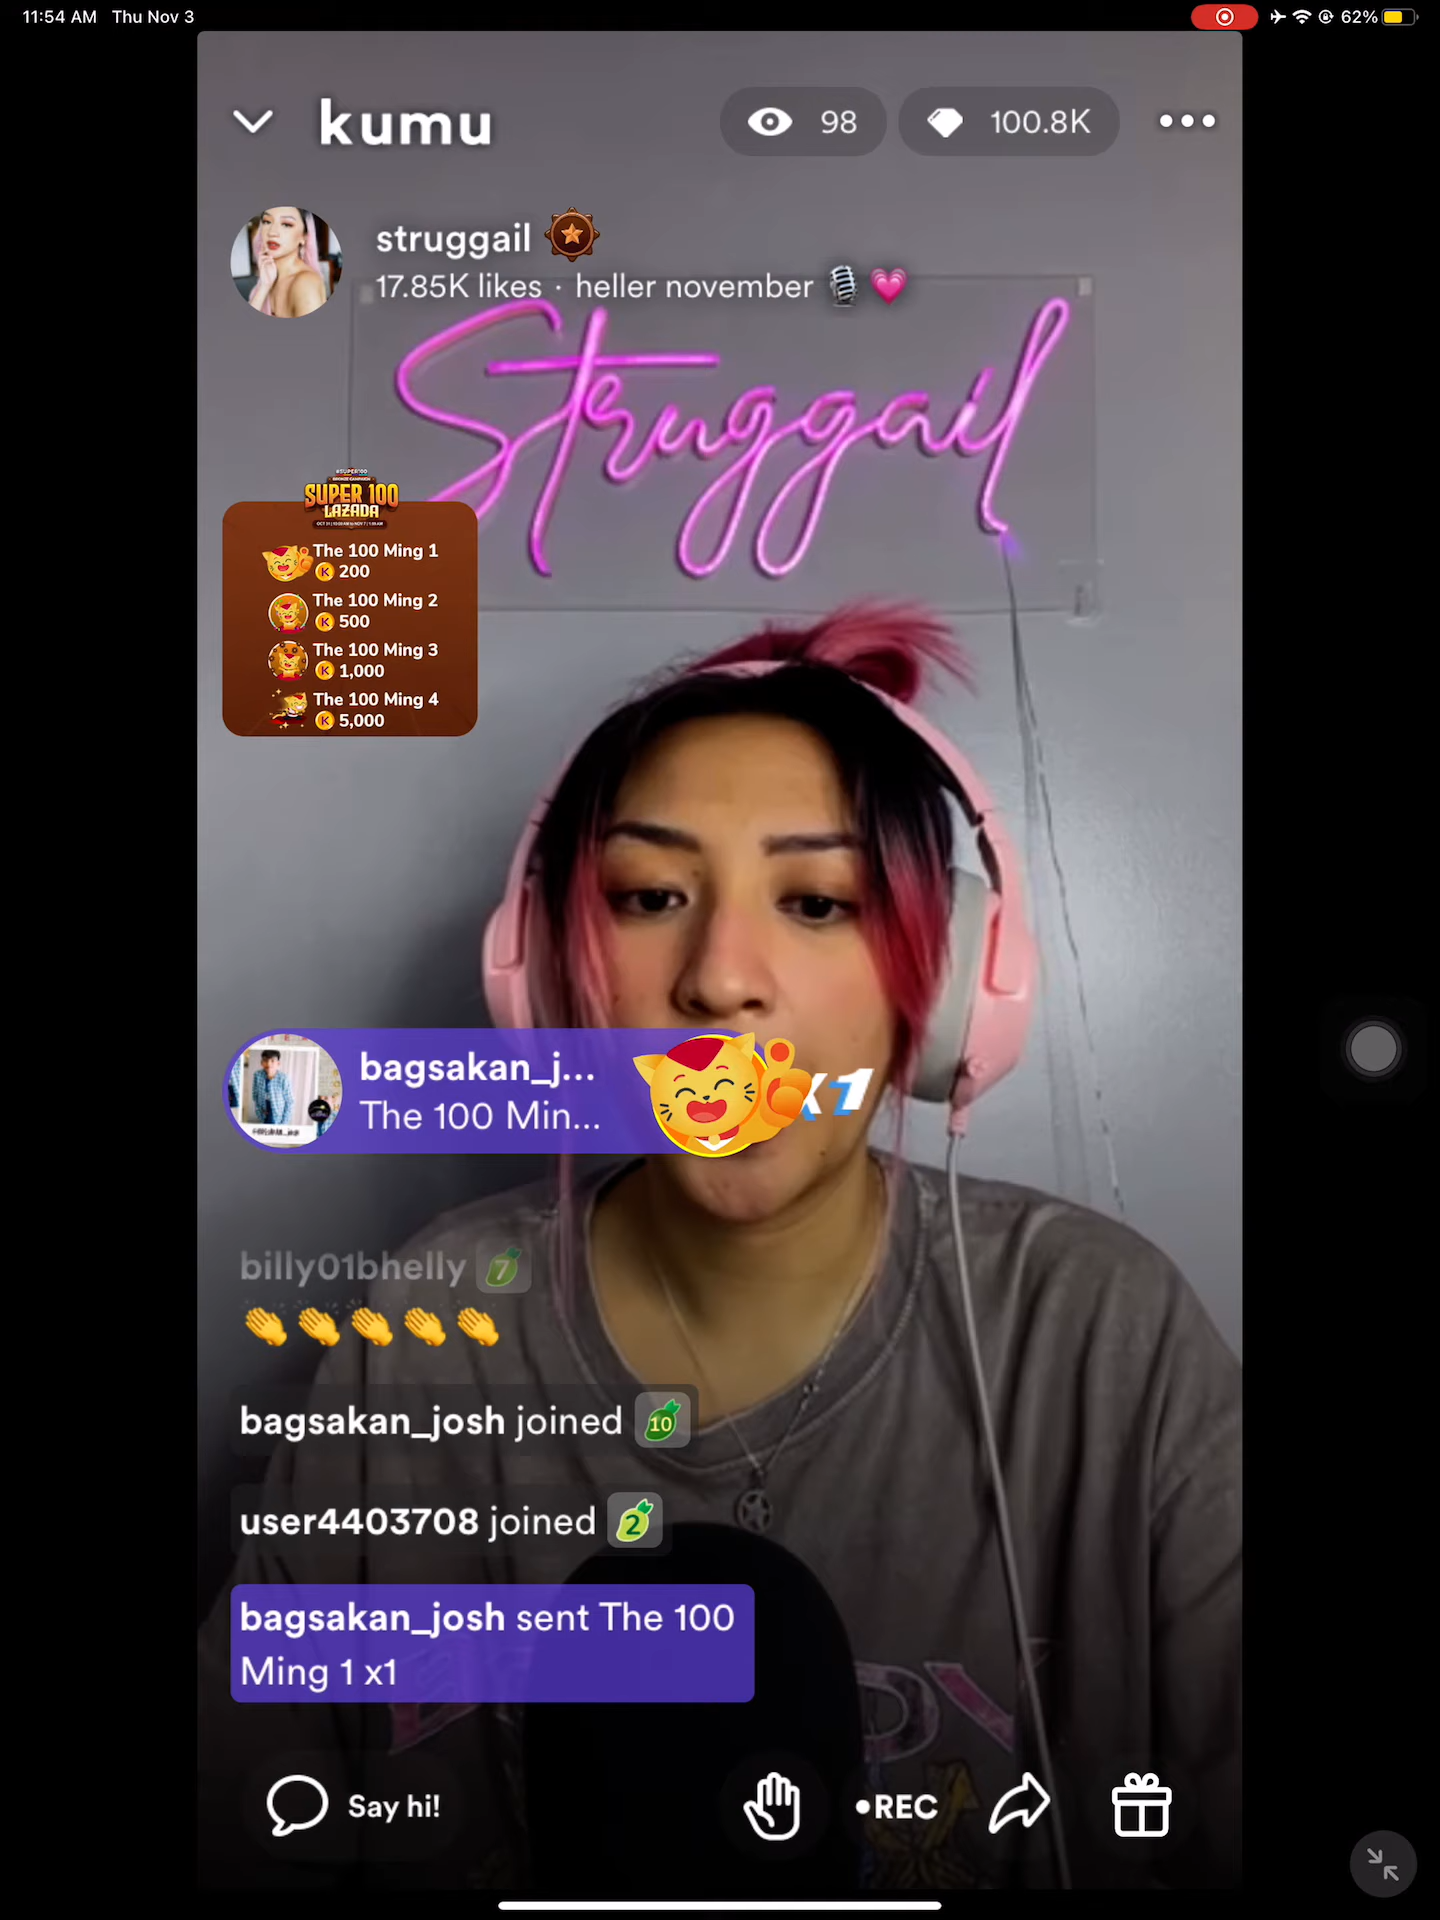 11:54 AM Thu Nov 3
62%
kumu
98
100.8K
struggail
17.85K likes · heller november 🎙️ 💗
Struggail
#SUPER100
BRONZE CAMPAIGN
SUPER 100
LAZADA
The 100 Ming 1
K 200
The 100 Ming 2
K 500
The 100 Ming 3
K 1,000
The 100 Ming 4
K 5,000
bagsakan_j...
The 100 Min...
x1
billy01bhelly 7
👏👏👏👏👏
bagsakan_josh joined 10
user4403708 joined 2
bagsakan_josh sent The 100
Ming 1 x1
Say hi!
•REC